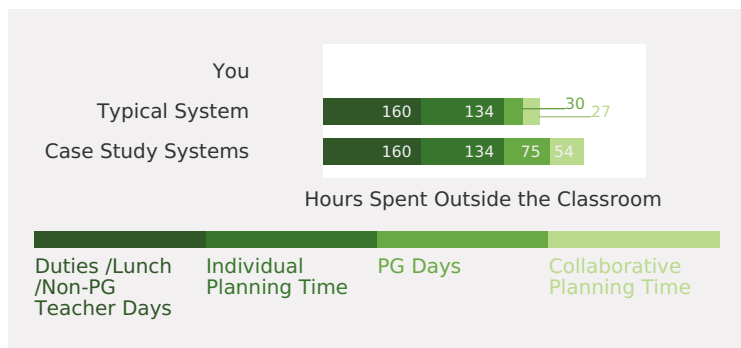 You
Typical System 160 134 30 27
Case Study Systems 160 134 75 54
Hours Spent Outside the Classroom
Duties /Lunch
/Non-PG
Teacher Days
Individual
Planning Time
PG Days
Collaborative
Planning Time